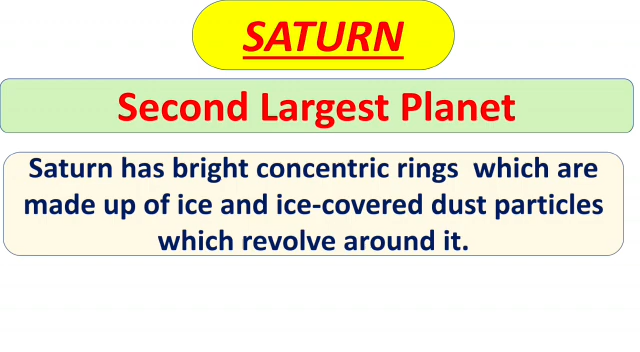 SATURN
Second Largest Planet
Saturn has bright concentric rings which are
made up of ice and ice-covered dust particles
which revolve around it.